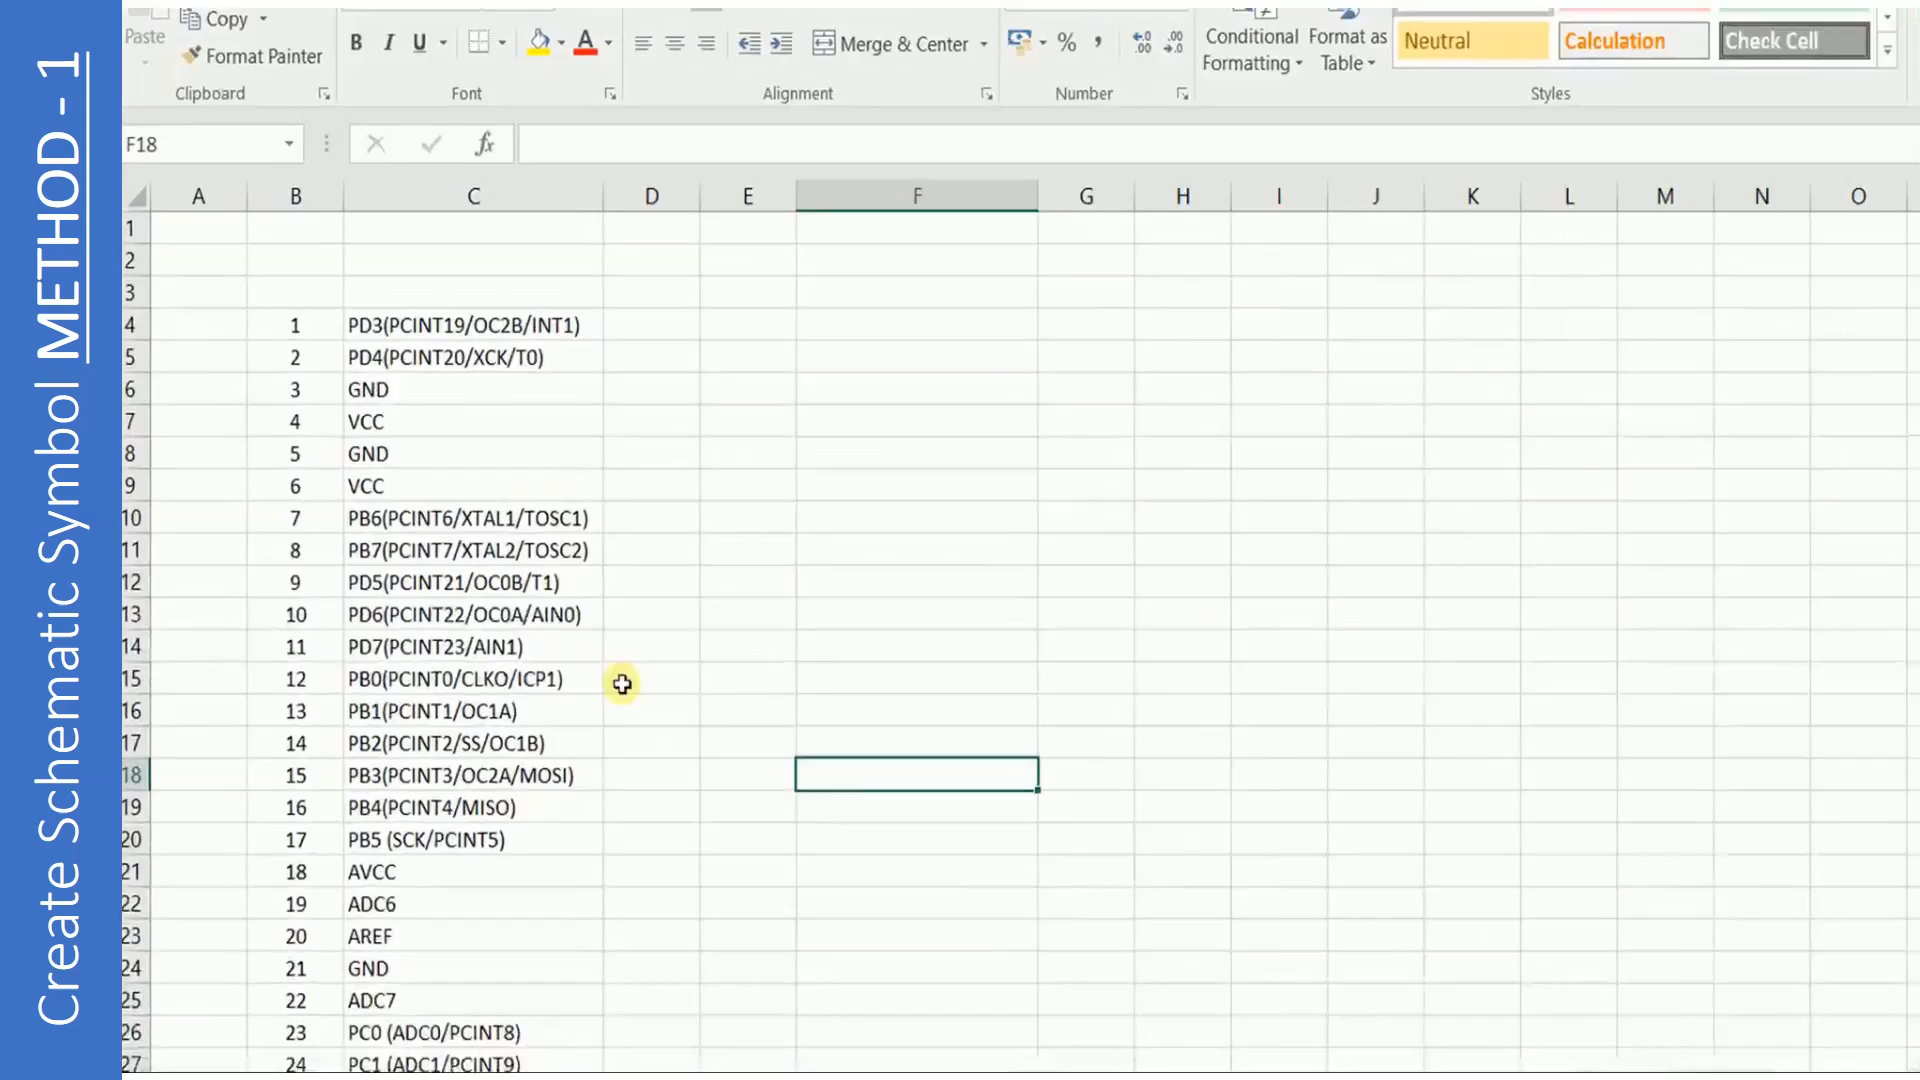 Create Schematic Symbol METHOD - 1
Paste
Copy
Format Painter
Clipboard
B I U
A
Font
Merge & Center
Alignment
% ,
.00 .00
Number
Conditional Formatting
Format as Table
Neutral
Calculation
Check Cell
Styles
F18
fx
A B C D E F G H I J K L M N O
1
2
3
4 1 PD3(PCINT19/OC2B/INT1)
5 2 PD4(PCINT20/XCK/T0)
6 3 GND
7 4 VCC
8 5 GND
9 6 VCC
10 7 PB6(PCINT6/XTAL1/TOSC1)
11 8 PB7(PCINT7/XTAL2/TOSC2)
12 9 PD5(PCINT21/OC0B/T1)
13 10 PD6(PCINT22/OC0A/AIN0)
14 11 PD7(PCINT23/AIN1)
15 12 PB0(PCINT0/CLKO/ICP1)
16 13 PB1(PCINT1/OC1A)
17 14 PB2(PCINT2/SS/OC1B)
18 15 PB3(PCINT3/OC2A/MOSI)
19 16 PB4(PCINT4/MISO)
20 17 PB5 (SCK/PCINT5)
21 18 AVCC
22 19 ADC6
23 20 AREF
24 21 GND
25 22 ADC7
26 23 PC0 (ADC0/PCINT8)
27 24 PC1 (ADC1/PCINT9)